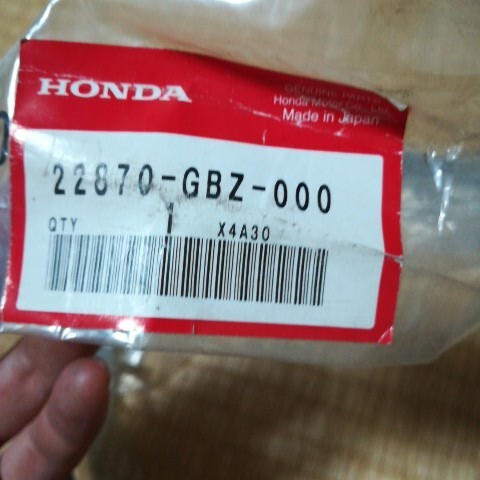 HONDA
GENUINE PARTS
Honda Motor Co., Ltd.
Made in Japan
22870-GBZ-000
QTY 1 X4A30